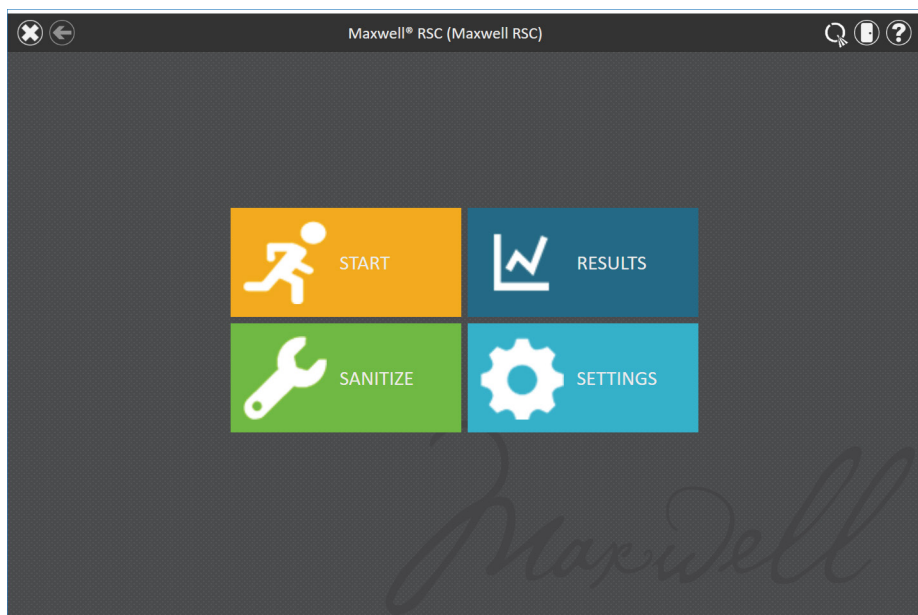 Maxwell® RSC (Maxwell RSC)
START
RESULTS
SANITIZE
SETTINGS
Maxwell